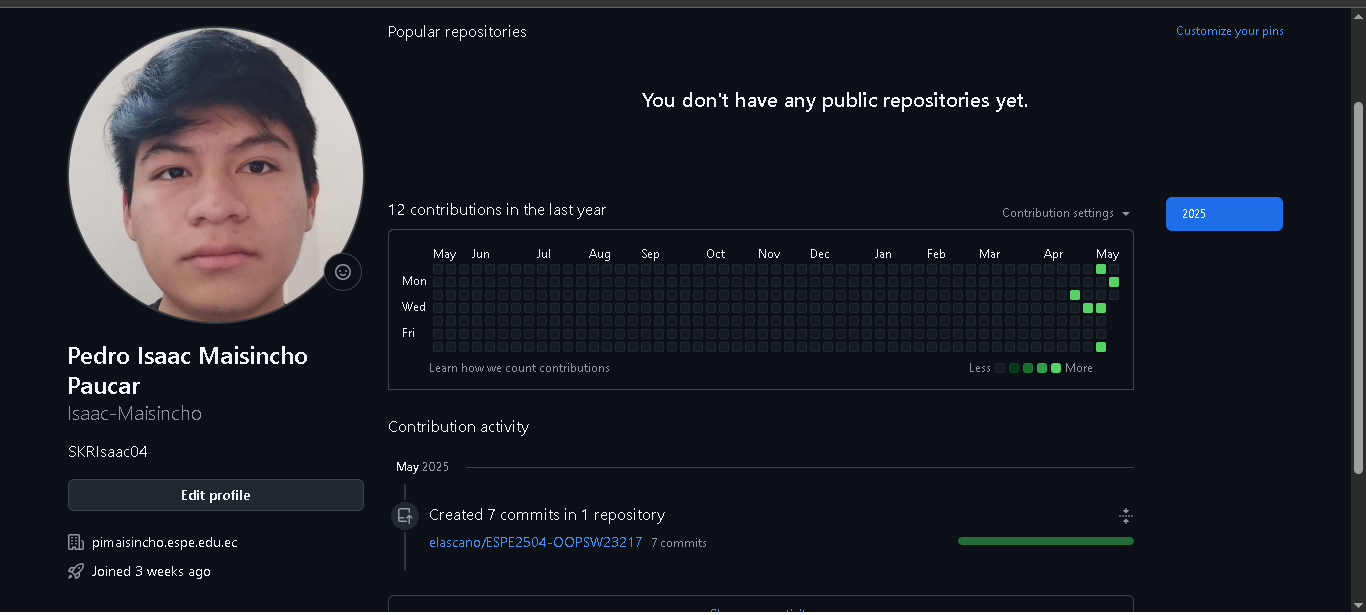 Popular repositories
Customize your pins
You don't have any public repositories yet.
12 contributions in the last year
Contribution settings
2025
May Jun Jul Aug Sep Oct Nov Dec Jan Feb Mar Apr May
Mon
Wed
Fri
Learn how we count contributions
Less
More
Pedro Isaac Maisincho
Paucar
Isaac-Maisincho
SKRIsaac04
Edit profile
pimaisincho.espe.edu.ec
Joined 3 weeks ago
Contribution activity
May 2025
Created 7 commits in 1 repository
elascano/ESPE2504-OOPSW23217 7 commits